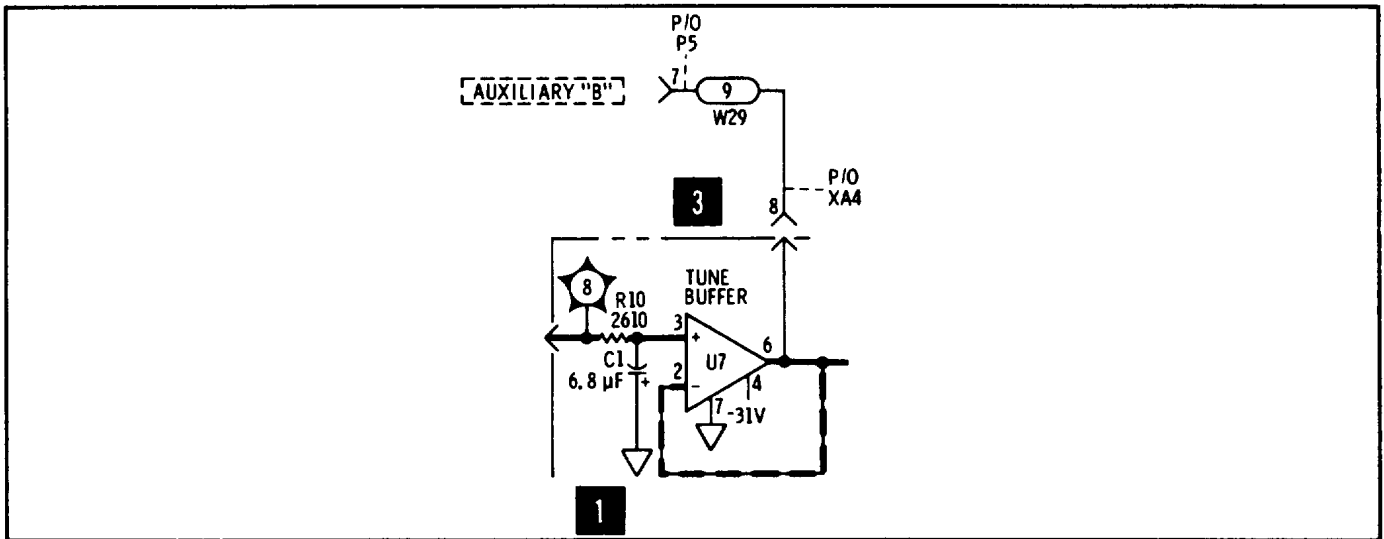 P/O
P5
AUXILIARY "B"
7
9
W29
P/O
XA4
3
8
8
R10
2610
TUNE
BUFFER
3
+
6
C1
6.8 µF
+
2
-
U7
4
7
-31V
1